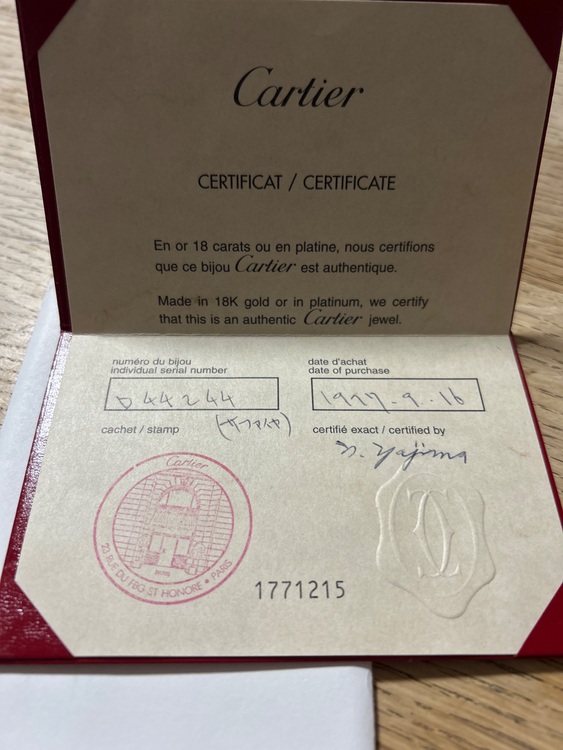 Cartier
CERTIFICAT / CERTIFICATE
En or 18 carats ou en platine, nous certifions
que ce bijou Cartier est authentique.
Made in 18K gold or in platinum, we certify
that this is an authentic Cartier jewel.
numéro du bijou
individual serial number
D44244
date d'achat
date of purchase
1997.9.16
cachet / stamp
certifié exact / certified by
Yajima
Cartier
23 RUE DU FBG ST HONORE • PARIS
1771215